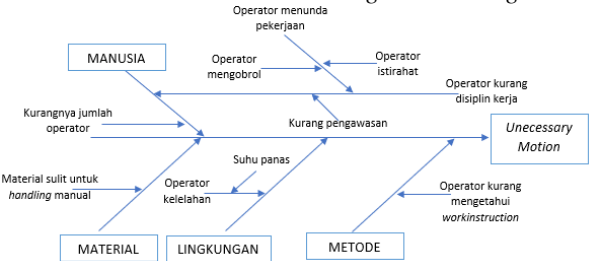 Operator menunda
pekerjaan
MANUSIA
Operator
mengobrol
Operator
istirahat
Operator kurang
disiplin kerja
Kurangnya jumlah
operator
Kurang pengawasan
Unecessary
Motion
Suhu panas
Material sulit untuk
handling manual
Operator
kelelahan
Operator kurang
mengetahui
workinstruction
MATERIAL
LINGKUNGAN
METODE